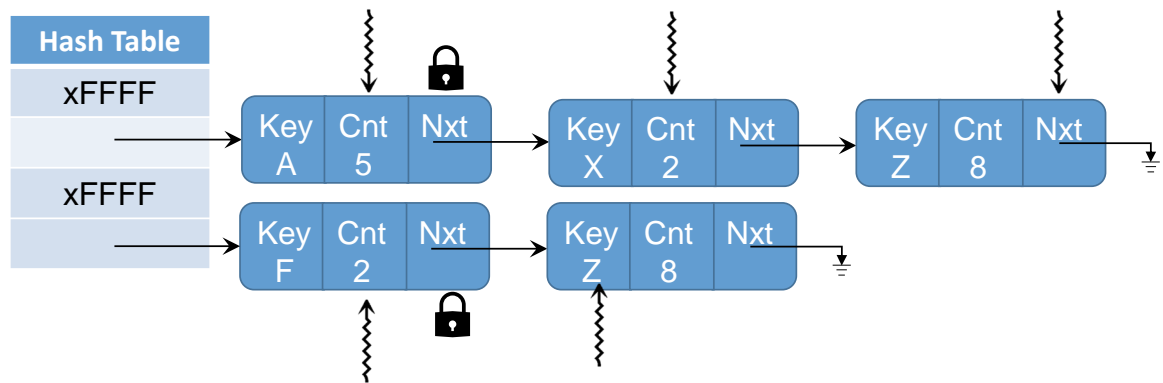 Hash Table
xFFFF
Key Cnt Nxt
A 5
Key Cnt Nxt
X 2
Key Cnt Nxt
Z 8
xFFFF
Key Cnt Nxt
F 2
Key Cnt Nxt
Z 8